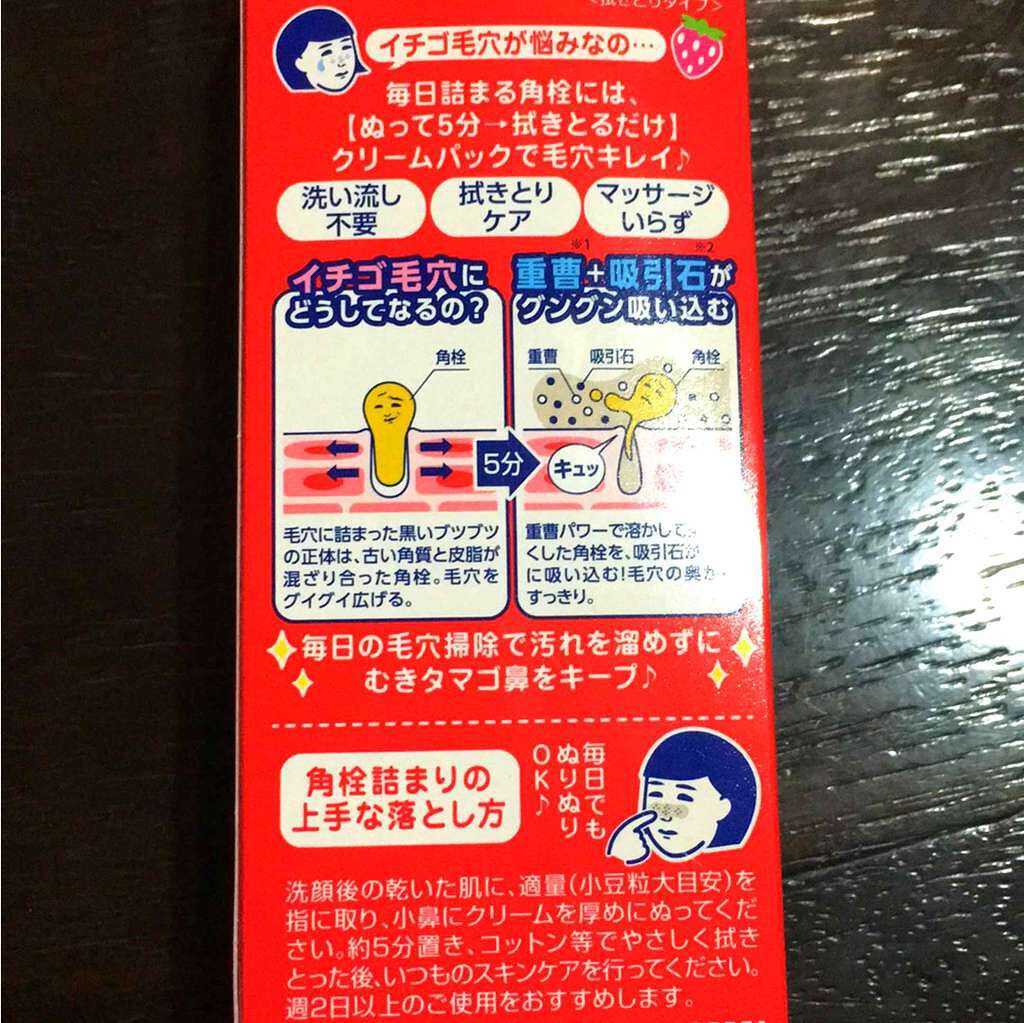 <拭きとりタイプ>
イチゴ毛穴が悩みなの…
毎日詰まる角栓には、
【ぬって5分→拭きとるだけ】
クリームパックで毛穴キレイ♪
洗い流し
不要
拭きとり
ケア
マッサージ
いらず
イチゴ毛穴に
どうしてなるの?
角栓
毛穴に詰まった黒いブツブツ
の正体は、古い角質と皮脂が
混ざり合った角栓。毛穴を
グイグイ広げる。
5分
※1 ※2
重曹+吸引石が
グングン吸い込む
重曹 吸引石 角栓
キュッ
重曹パワーで溶かして
くした角栓を、吸引石が
に吸い込む!毛穴の奥か
すっきり。
毎日の毛穴掃除で汚れを溜めずに
むきタマゴ鼻をキープ♪
角栓詰まりの
上手な落とし方
毎日でも
ぬりぬり
OK♪
洗顔後の乾いた肌に、適量(小豆粒大目安)を
指に取り、小鼻にクリームを厚めにぬってくだ
さい。約5分置き、コットン等でやさしく拭き
とった後、いつものスキンケアを行ってください。
週2日以上のご使用をおすすめします。